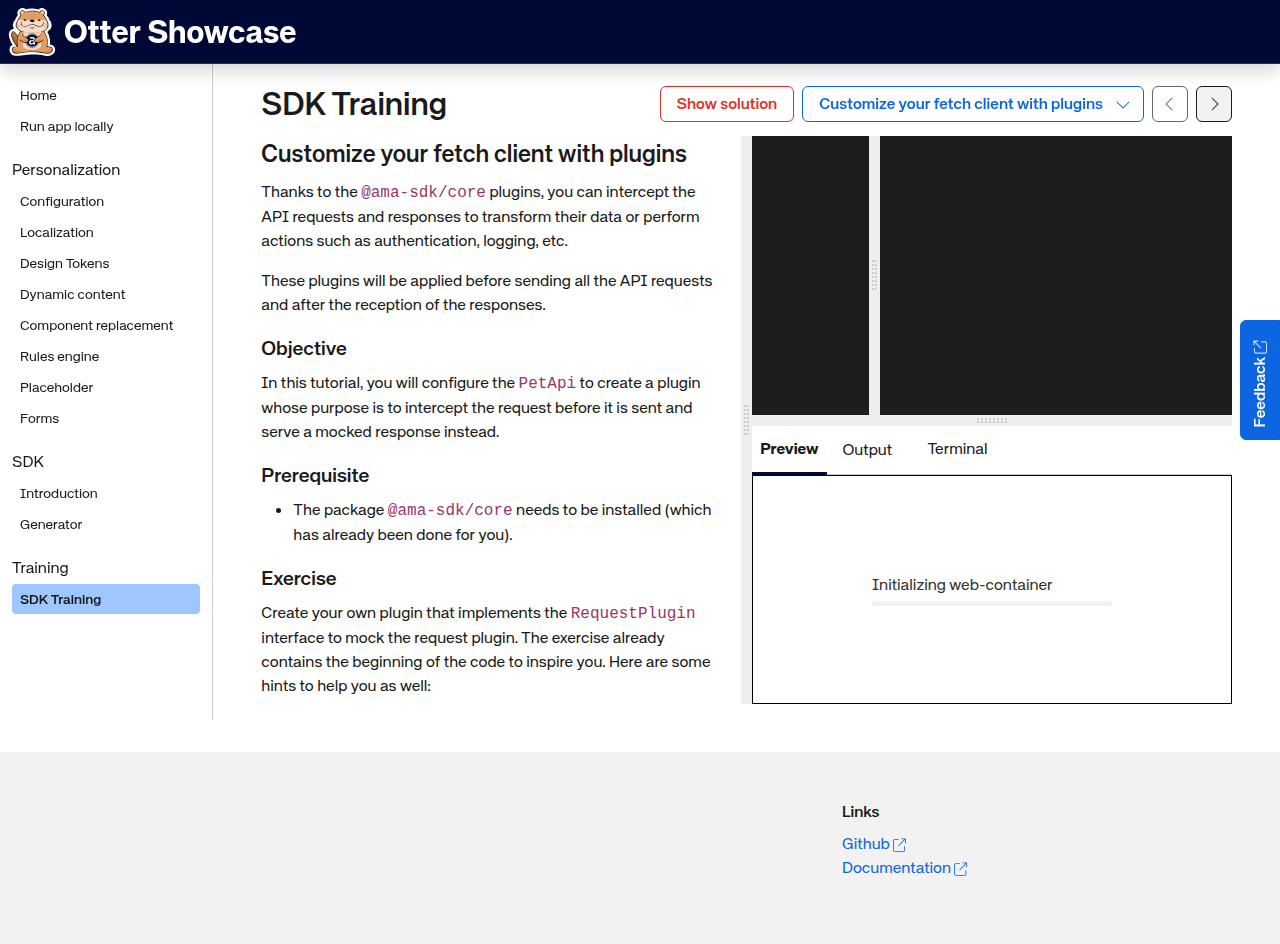 Otter Showcase
Home
Run app locally
Personalization
Configuration
Localization
Design Tokens
Dynamic content
Component replacement
Rules engine
Placeholder
Forms
SDK
Introduction
Generator
Training
SDK Training
SDK Training
Show solution
Customize your fetch client with plugins
Customize your fetch client with plugins
Thanks to the @ama-sdk/core plugins, you can intercept the
API requests and responses to transform their data or perform
actions such as authentication, logging, etc.
These plugins will be applied before sending all the API requests
and after the reception of the responses.
Objective
In this tutorial, you will configure the PetApi to create a plugin
whose purpose is to intercept the request before it is sent and
serve a mocked response instead.
Prerequisite
The package @ama-sdk/core needs to be installed (which
has already been done for you).
Exercise
Create your own plugin that implements the RequestPlugin
interface to mock the request plugin. The exercise already
contains the beginning of the code to inspire you. Here are some
hints to help you as well:
Preview
Output
Terminal
Initializing web-container
Feedback
Links
Github
Documentation